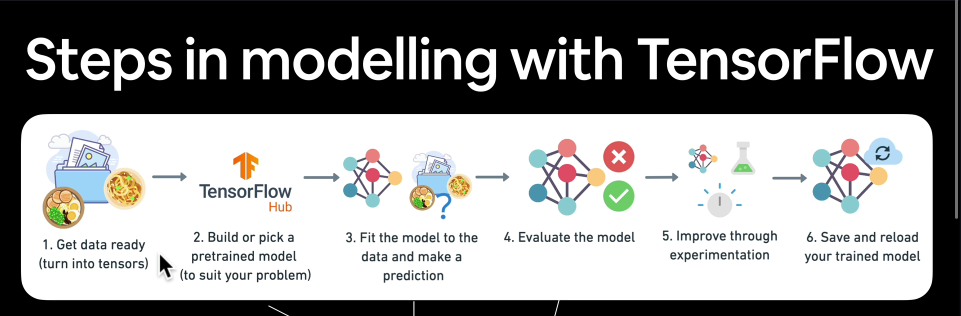 Steps in modelling with TensorFlow
TensorFlow
Hub
?
1. Get data ready
(turn into tensors)
2. Build or pick a
pretrained model
(to suit your problem)
3. Fit the model to the
data and make a
prediction
4. Evaluate the model
5. Improve through
experimentation
6. Save and reload
your trained model